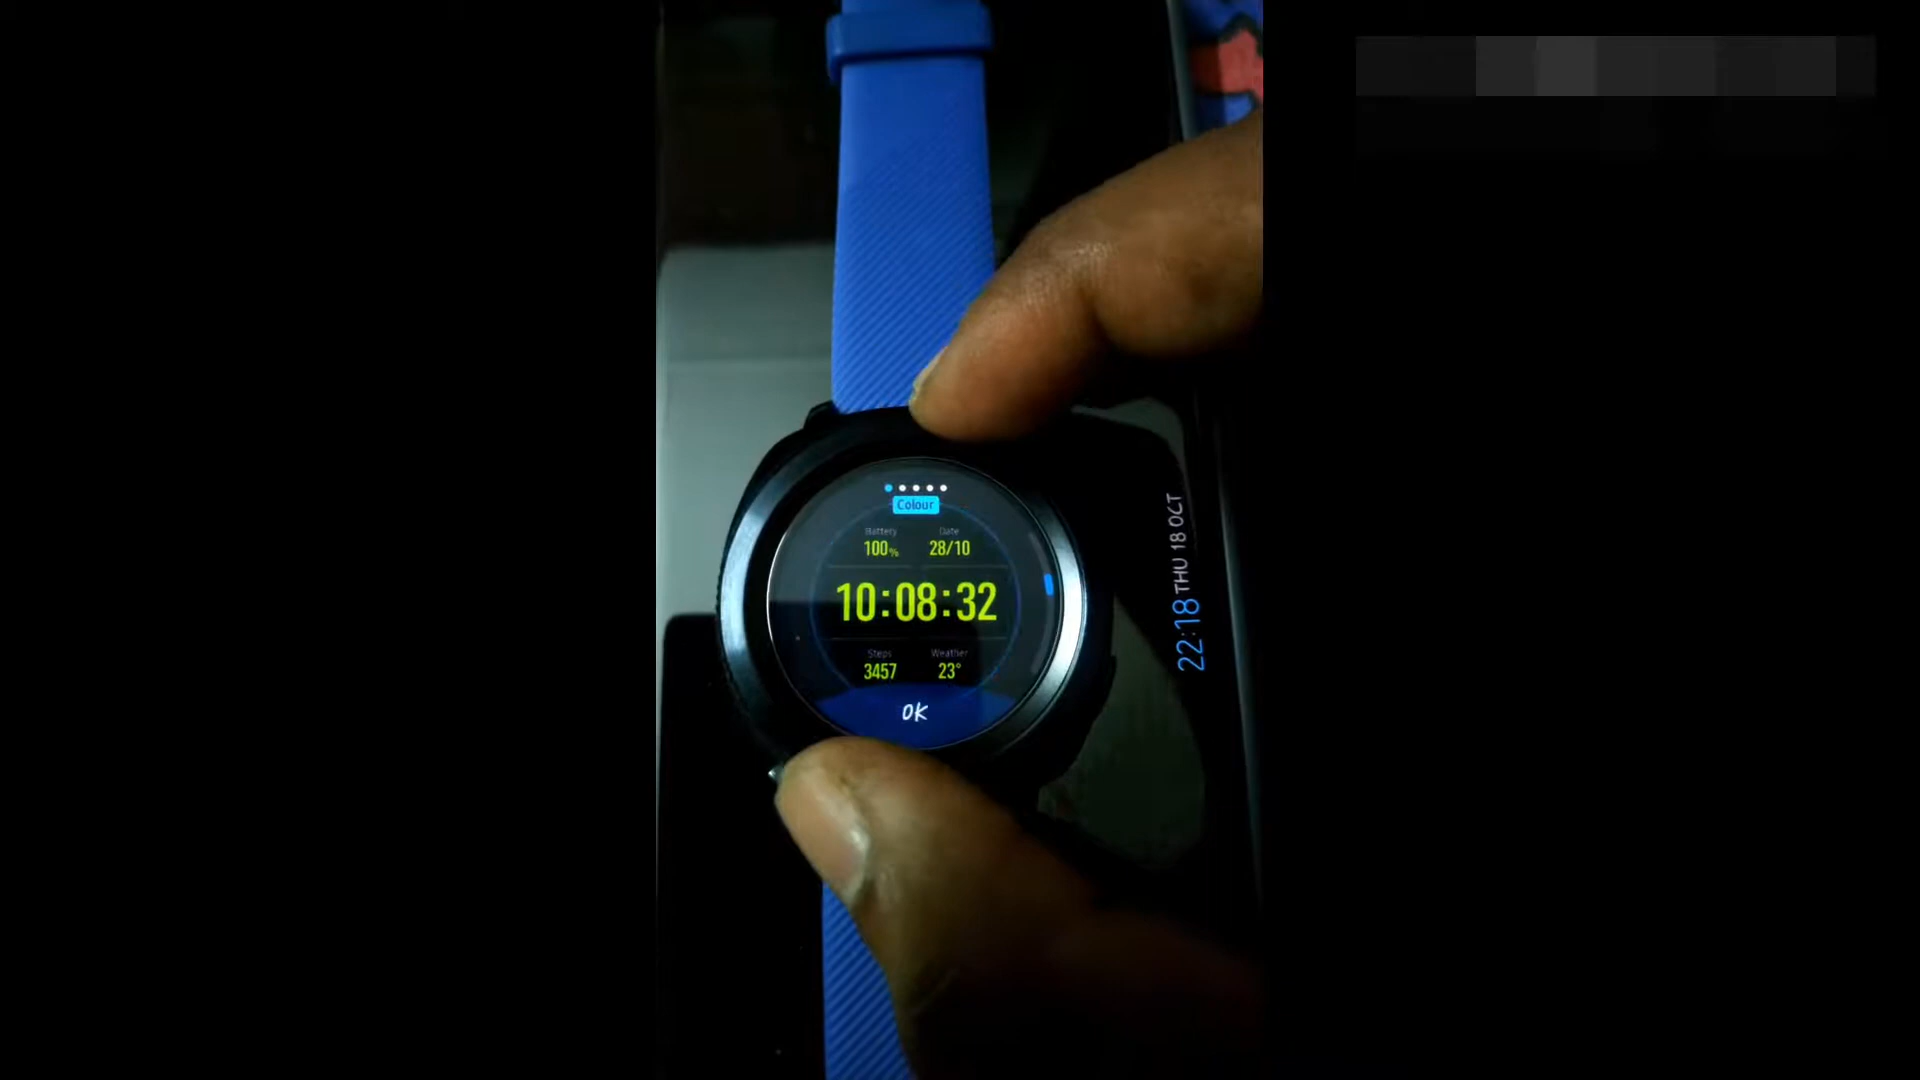 Colour
Battery Date
100% 28/10
10:08:32
Steps Weather
3457 23°
OK
22:18 THU 18 OCT